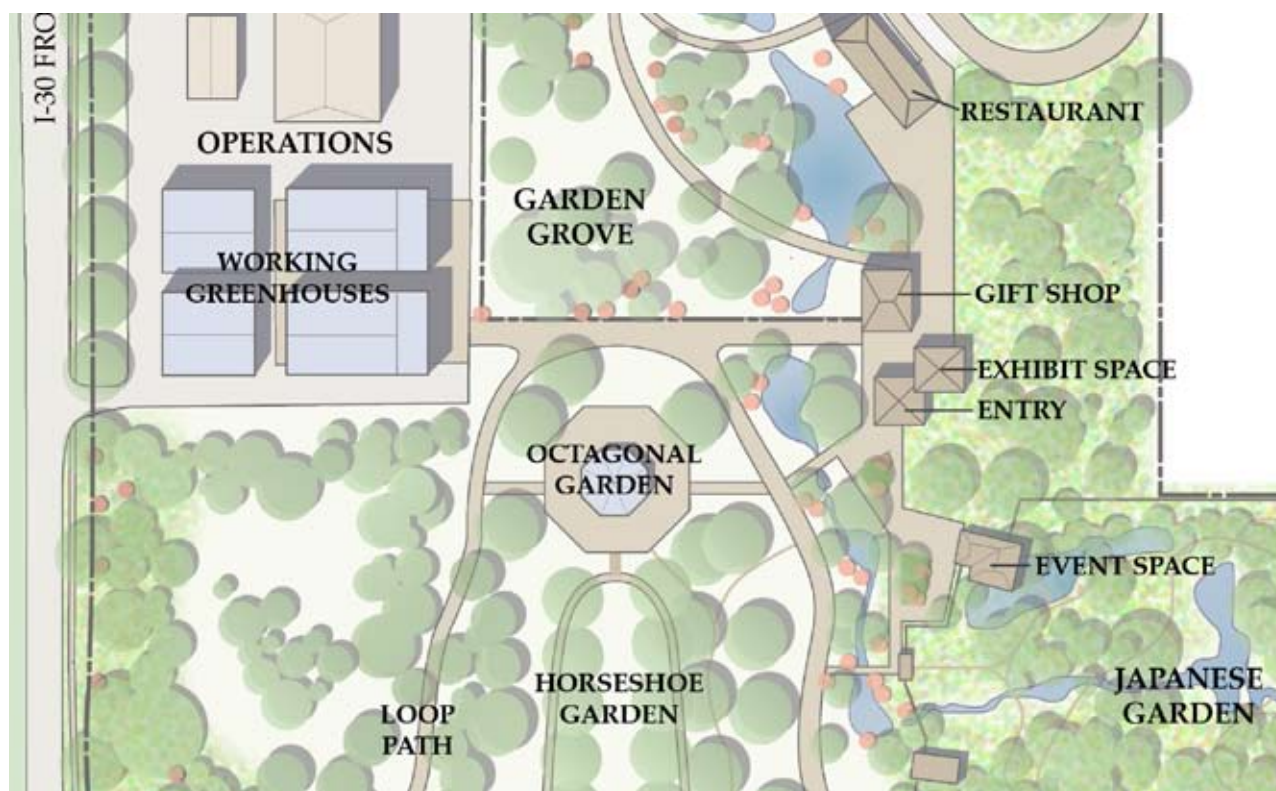 I-30 FRO
RESTAURANT
OPERATIONS
GARDEN
GROVE
WORKING
GREENHOUSES
GIFT SHOP
EXHIBIT SPACE
ENTRY
OCTAGONAL
GARDEN
EVENT SPACE
HORSESHOE
GARDEN
JAPANESE
GARDEN
LOOP
PATH